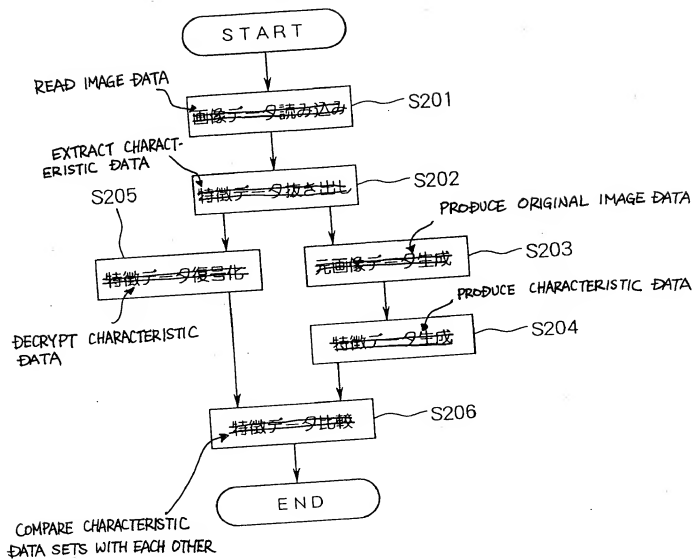 START
READ IMAGE DATA
画像データ読み込み
S201
EXTRACT CHARACT-
ERISTIC DATA
特徴データ抜き出し
S202
S205
PRODUCE ORIGINAL IMAGE DATA
元画像データ生成
S203
特徴データ復号化
PRODUCE CHARACTERISTIC DATA
DECRYPT CHARACTERISTIC
DATA
特徴データ生成
S204
特徴データ比較
S206
END
COMPARE CHARACTERISTIC
DATA SETS WITH EACH OTHER